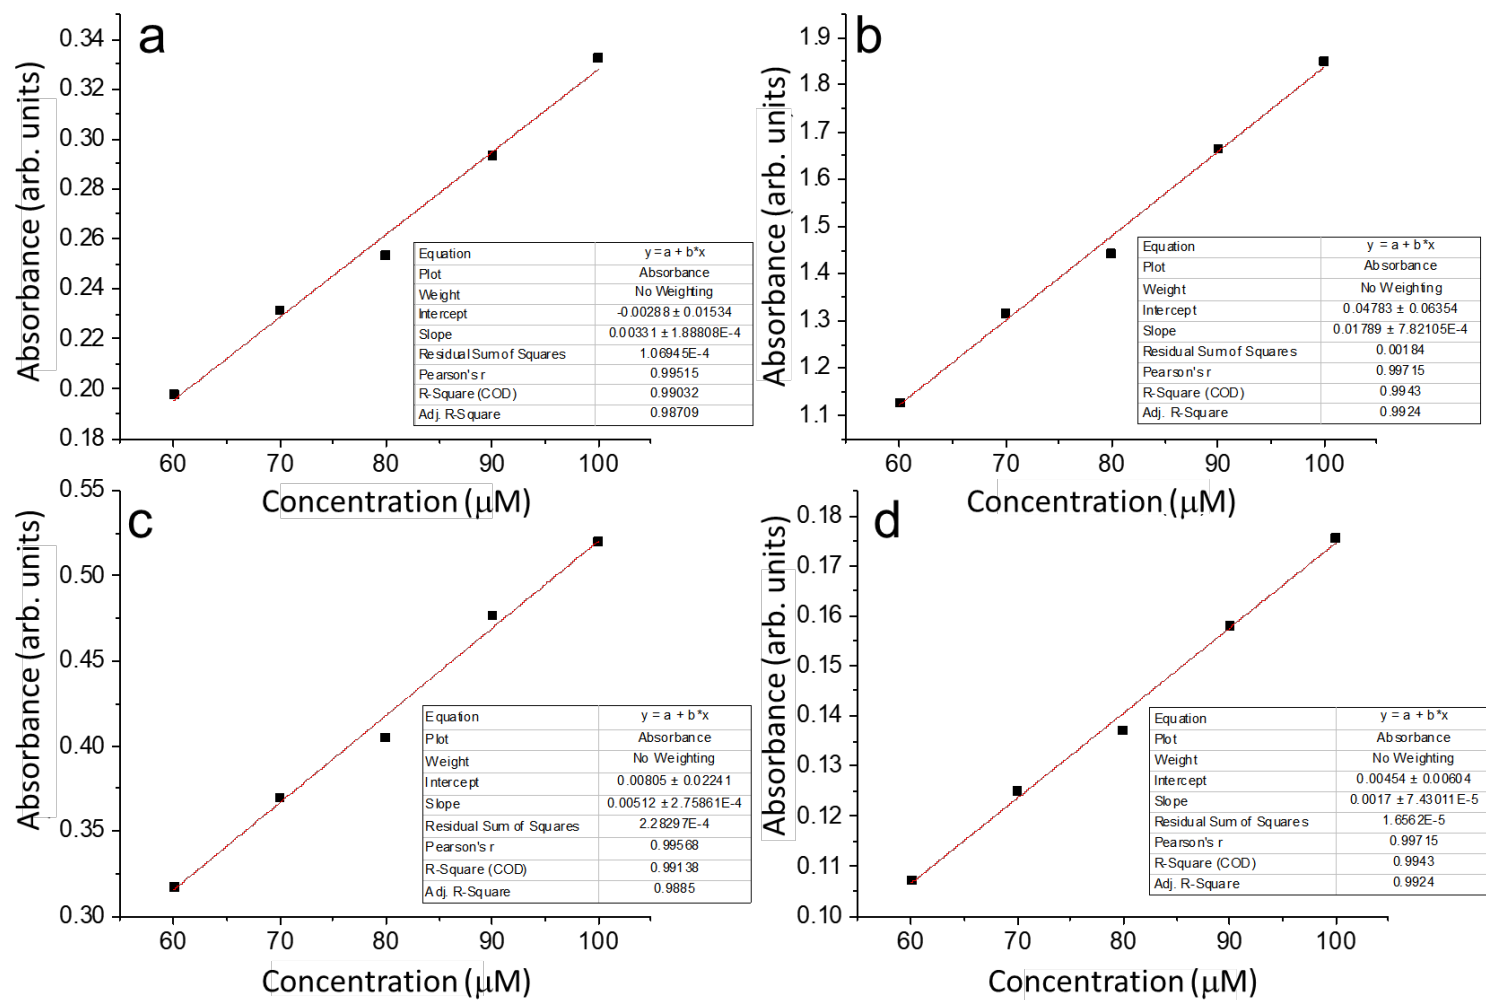 a
Absorbance (arb. units)
0.34
0.32
0.30
0.28
0.26
0.24
0.22
0.20
0.18
60 70 80 90 100
Concentration (μM)
Equation y = a + b*x
Plot Absorbance
Weight No Weighting
Intercept -0.00288 ± 0.01534
Slope 0.00331 ± 1.88808E-4
Residual Sum of Squares 1.06945E-4
Pearson's r 0.99515
R-Square (COD) 0.99032
Adj. R-Square 0.98709
b
Absorbance (arb. units)
1.9
1.8
1.7
1.6
1.5
1.4
1.3
1.2
1.1
60 70 80 90 100
Concentration (μM)
Equation y = a + b*x
Plot Absorbance
Weight No Weighting
Intercept 0.04783 ± 0.06354
Slope 0.01789 ± 7.82105E-4
Residual Sum of Squares 0.00184
Pearson's r 0.99715
R-Square (COD) 0.9943
Adj. R-Square 0.9924
c
Absorbance (arb. units)
0.55
0.50
0.45
0.40
0.35
0.30
60 70 80 90 100
Concentration (μM)
Equation y = a + b*x
Plot Absorbance
Weight No Weighting
Intercept 0.00805 ± 0.02241
Slope 0.00512 ± 2.75861E-4
Residual Sum of Squares 2.28297E-4
Pearson's r 0.99568
R-Square (COD) 0.99138
Adj. R-Square 0.9885
d
Absorbance (arb. units)
0.18
0.17
0.16
0.15
0.14
0.13
0.12
0.11
0.10
60 70 80 90 100
Concentration (μM)
Equation y = a + b*x
Plot Absorbance
Weight No Weighting
Intercept 0.00454 ± 0.00604
Slope 0.0017 ± 7.43011E-5
Residual Sum of Squares 1.6562E-5
Pearson's r 0.99715
R-Square (COD) 0.9943
Adj. R-Square 0.9924